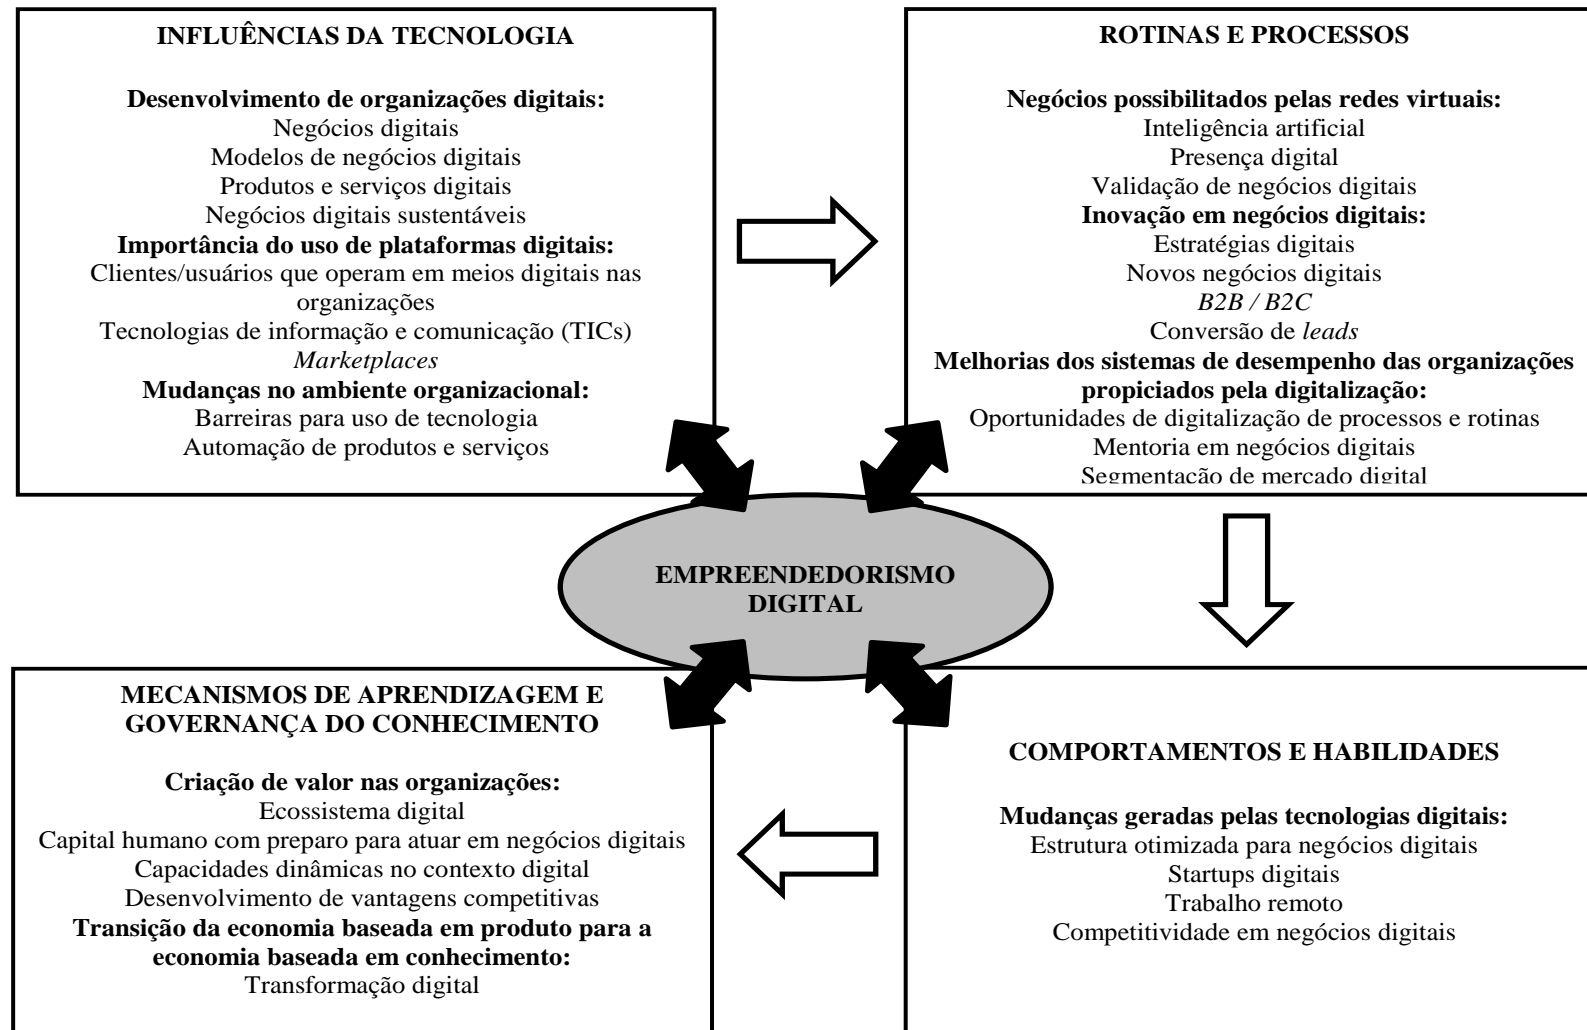 INFLUÊNCIAS DA TECNOLOGIA
Desenvolvimento de organizações digitais:
Negócios digitais
Modelos de negócios digitais
Produtos e serviços digitais
Negócios digitais sustentáveis
Importância do uso de plataformas digitais:
Clientes/usuários que operam em meios digitais nas
organizações
Tecnologias de informação e comunicação (TICs)
Marketplaces
Mudanças no ambiente organizacional:
Barreiras para uso de tecnologia
Automação de produtos e serviços
ROTINAS E PROCESSOS
Negócios possibilitados pelas redes virtuais:
Inteligência artificial
Presença digital
Validação de negócios digitais
Inovação em negócios digitais:
Estratégias digitais
Novos negócios digitais
B2B / B2C
Conversão de leads
Melhorias dos sistemas de desempenho das organizações
propiciados pela digitalização:
Oportunidades de digitalização de processos e rotinas
Mentoria em negócios digitais
Segmentação de mercado digital
EMPREENDEDORISMO
DIGITAL
MECANISMOS DE APRENDIZAGEM E
GOVERNANÇA DO CONHECIMENTO
Criação de valor nas organizações:
Ecossistema digital
Capital humano com preparo para atuar em negócios digitais
Capacidades dinâmicas no contexto digital
Desenvolvimento de vantagens competitivas
Transição da economia baseada em produto para a
economia baseada em conhecimento:
Transformação digital
COMPORTAMENTOS E HABILIDADES
Mudanças geradas pelas tecnologias digitais:
Estrutura otimizada para negócios digitais
Startups digitais
Trabalho remoto
Competitividade em negócios digitais